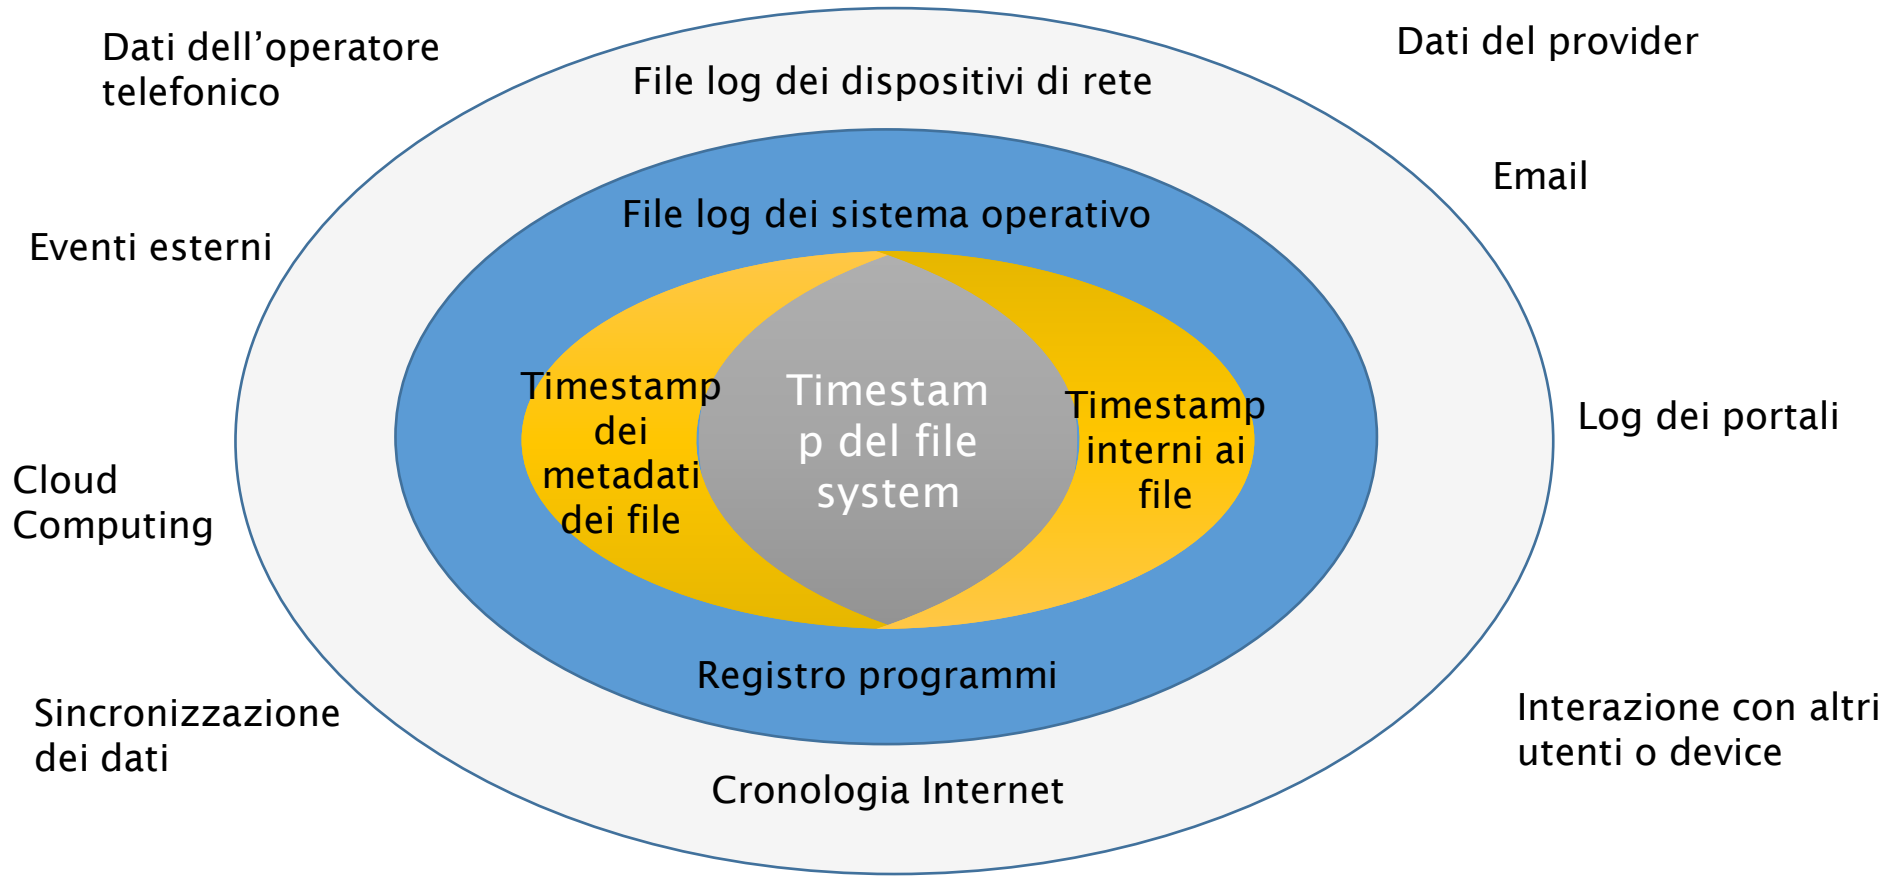 Dati dell’operatore
telefonico
Dati del provider
File log dei dispositivi di rete
Email
File log dei sistema operativo
Eventi esterni
Timestamp
dei
metadati
dei file
Timestam
p del file
system
Timestamp
interni ai
file
Log dei portali
Cloud
Computing
Registro programmi
Sincronizzazione
dei dati
Interazione con altri
utenti o device
Cronologia Internet